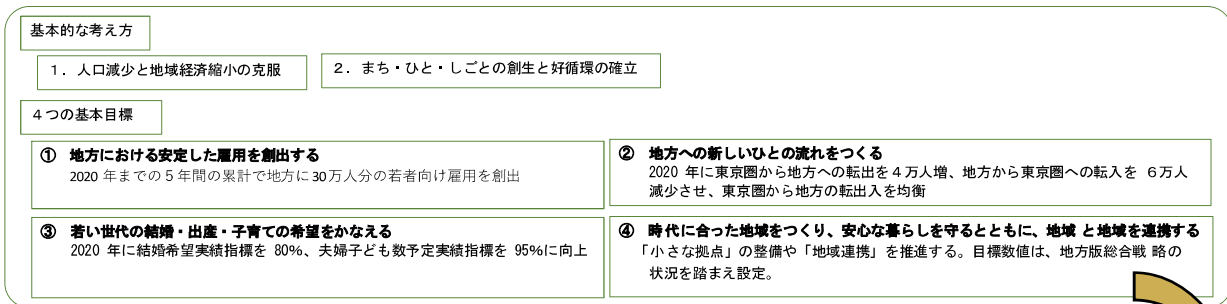 基本的な考え方
１．人口減少と地域経済縮小の克服
２．まち・ひと・しごとの創生と好循環の確立
４つの基本目標
① 地方における安定した雇用を創出する
2020 年までの５年間の累計で地方に 30 万人分の若者向け雇用を創出
② 地方への新しいひとの流れをつくる
2020 年に東京圏から地方への転出を４万人増、地方から東京圏への転入を ６万人
減少させ、東京圏から地方の転出入を均衡
③ 若い世代の結婚・出産・子育ての希望をかなえる
2020 年に結婚希望実績指標を 80%、夫婦子ども数予定実績指標を 95%に向上
④ 時代に合った地域をつくり、安心な暮らしを守るとともに、地域 と地域を連携する
「小さな拠点」の整備や「地域連携」を推進する。目標数値は、地方版総合戦 略の
状況を踏まえ設定。